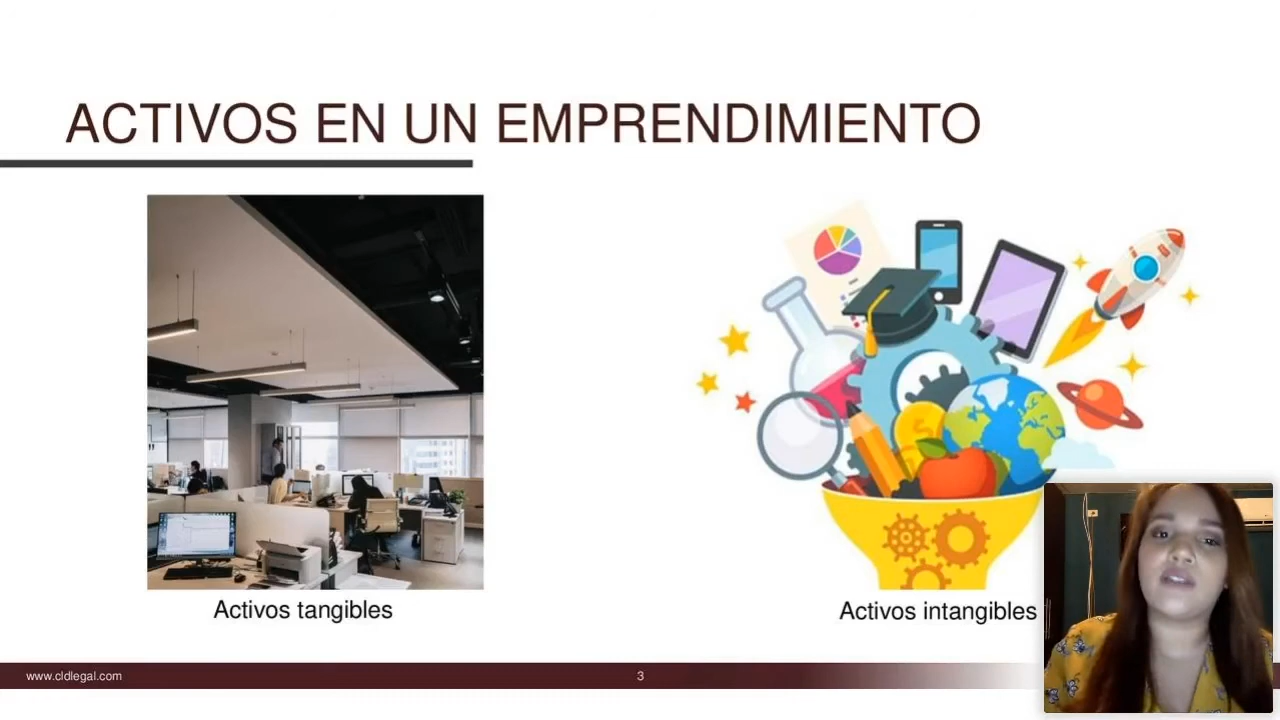 ACTIVOS EN UN EMPRENDIMIENTO
Activos tangibles
Activos intangibles
www.cldlegal.com
3